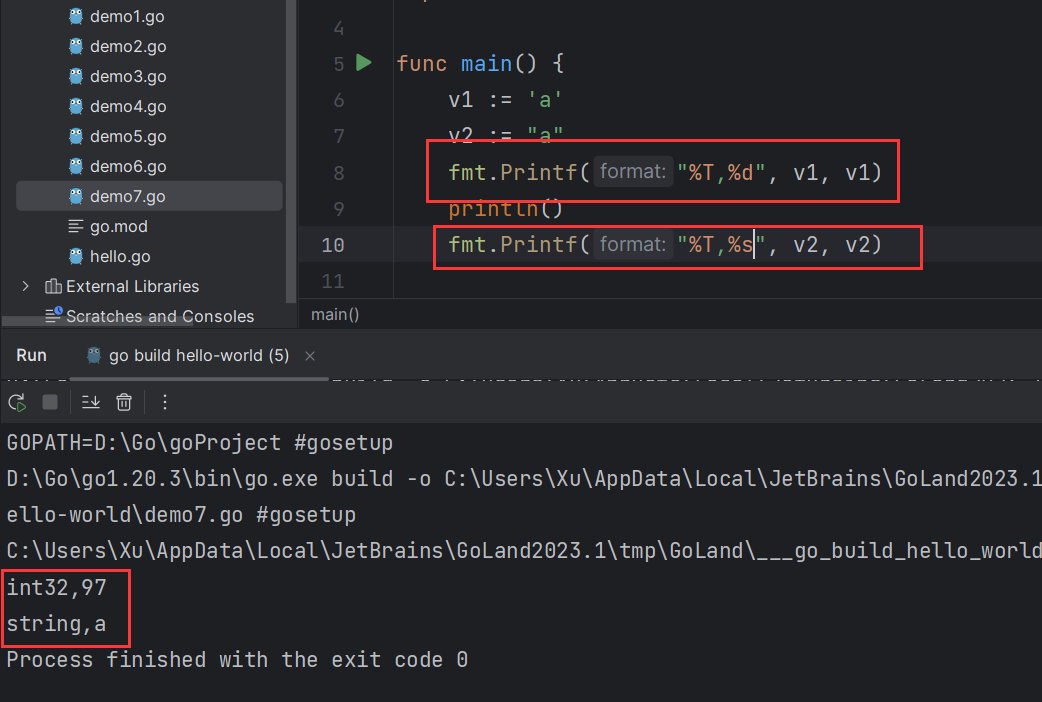 demo1.go
demo2.go
demo3.go
demo4.go
demo5.go
demo6.go
demo7.go
go.mod
hello.go
External Libraries
Scratches and Consoles
4
5 func main() {
6 v1 := 'a'
7 v2 := "a"
8 fmt.Printf( format: "%T,%d", v1, v1)
9 println()
10 fmt.Printf( format: "%T,%s", v2, v2)
11
main()
Run go build hello-world (5)
GOPATH=D:\Go\goProject #gosetup
D:\Go\go1.20.3\bin\go.exe build -o C:\Users\Xu\AppData\Local\JetBrains\GoLand2023.1
ello-world\demo7.go #gosetup
C:\Users\Xu\AppData\Local\JetBrains\GoLand2023.1\tmp\GoLand\___go_build_hello_world
int32,97
string,a
Process finished with the exit code 0